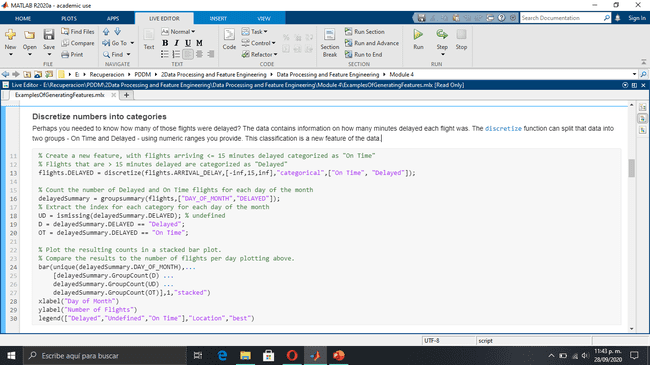 MATLAB R2020a - academic use
HOME PLOTS APPS LIVE EDITOR INSERT VIEW
Search Documentation Sign In
New Open Save Find Files Compare Print
Go To Find
Text Normal
B I U M
Code Task Control Refactor
Section Break Run Section Run and Advance Run to End
Run Step Stop
FILE NAVIGATE TEXT CODE SECTION RUN
E: Recuperacion PDDM 2Data Processing and Feature Engineering Data Processing and Feature Engineering Module 4
Live Editor - E:\Recuperacion\PDDM\2Data Processing and Feature Engineering\Data Processing and Feature Engineering\Module 4\ExamplesOfGeneratingFeatures.mlx [Read Only]
ExamplesOfGeneratingFeatures.mlx
Discretize numbers into categories
Perhaps you needed to know how many of those flights were delayed? The data contains information on how many minutes delayed each flight was. The discretize function can split that data into
two groups - On Time and Delayed - using numeric ranges you provide. This classification is a new feature of the data.
11 % Create a new feature, with flights arriving <= 15 minutes delayed categorized as "On Time"
12 % Flights that are > 15 minutes delayed are categorized as "Delayed"
13 flights.DELAYED = discretize(flights.ARRIVAL_DELAY,[-inf,15,inf],"categorical",["On Time", "Delayed"]);
14
15 % Count the number of Delayed and On Time flights for each day of the month
16 delayedSummary = groupsummary(flights,["DAY_OF_MONTH","DELAYED"]);
17 % Extract the index for each category for each day of the month
18 UD = ismissing(delayedSummary.DELAYED); % undefined
19 D = delayedSummary.DELAYED == "Delayed";
20 OT = delayedSummary.DELAYED == "On Time";
21
22 % Plot the resulting counts in a stacked bar plot.
23 % Compare the results to the number of flights per day plotting above.
24 bar(unique(delayedSummary.DAY_OF_MONTH),...
25 [delayedSummary.GroupCount(D) ...
26 delayedSummary.GroupCount(UD) ...
27 delayedSummary.GroupCount(OT)],1,"stacked")
28 xlabel("Day of Month")
29 ylabel("Number of Flights")
30 legend(["Delayed","Undefined","On Time"],"Location","best")
UTF-8 script
Escribe aquí para buscar
11:43 p. m.
28/09/2020